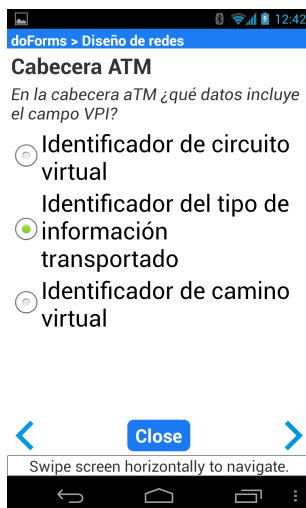 12:42
doForms > Diseño de redes
Cabecera ATM
En la cabecera aTM ¿qué datos incluye
el campo VPI?
Identificador de circuito
virtual
Identificador del tipo de
información
transportado
Identificador de camino
virtual
Close
Swipe screen horizontally to navigate.